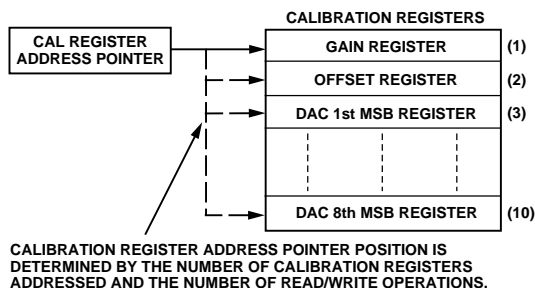 CALIBRATION REGISTERS
CAL REGISTER
ADDRESS POINTER
GAIN REGISTER
(1)
OFFSET REGISTER
(2)
DAC 1st MSB REGISTER
(3)
DAC 8th MSB REGISTER
(10)
CALIBRATION REGISTER ADDRESS POINTER POSITION IS
DETERMINED BY THE NUMBER OF CALIBRATION REGISTERS
ADDRESSED AND THE NUMBER OF READ/WRITE OPERATIONS.